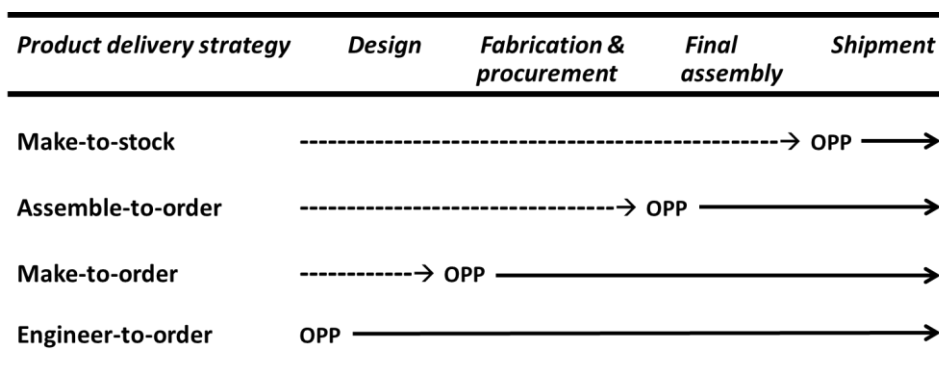 Product delivery strategy Design Fabrication & procurement Final assembly Shipment
Make-to-stock OPP
Assemble-to-order OPP
Make-to-order OPP
Engineer-to-order OPP